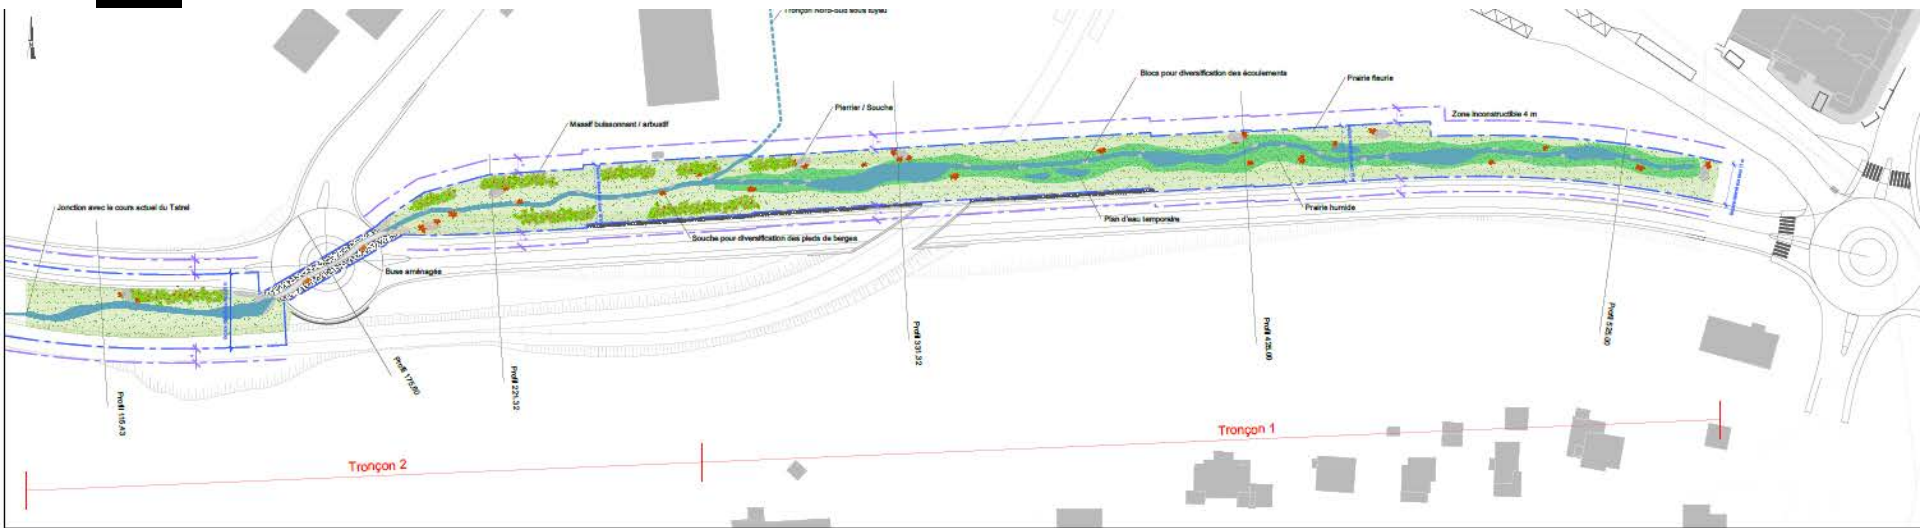 Tronçon Nord-Sud sous tuyau
Blocs pour diversification des écoulements
Prairie fleurie
Pierrier / Souche
Zone inconstructible 4 m
Massif buissonnant / arbustif
Jonction avec le cours actuel du Tatrel
Prairie humide
Plan d'eau temporaire
Souche pour diversification des pieds de berges
Buse aménagée
Profil 115.43
Profil 175.60
Profil 221.32
Profil 331.32
Profil 425.00
Profil 525.00
Tronçon 2
Tronçon 1